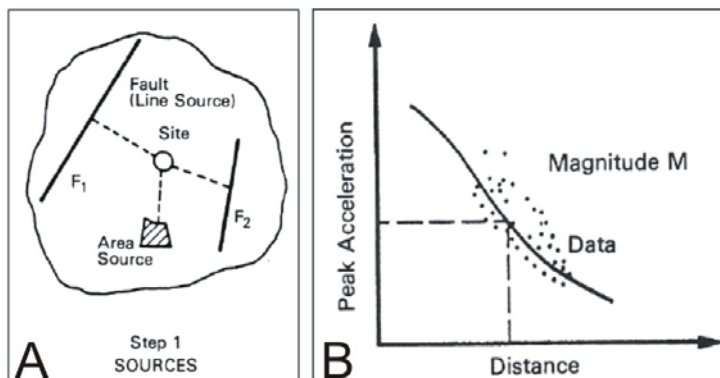 Fault
(Line Source)
Site
F1
F2
Area
Source
Step 1
SOURCES
A
Magnitude M
Data
Peak Acceleration
Distance
B